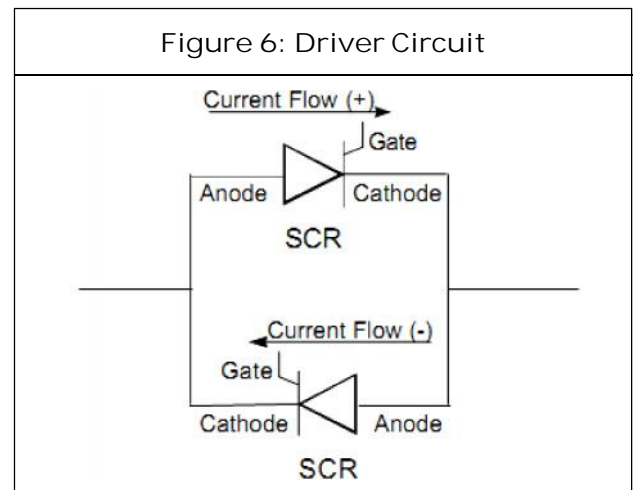 Figure 6: Driver Circuit
Current Flow (+)
Gate
Anode
Cathode
SCR
Current Flow (-)
Gate
Cathode
Anode
SCR